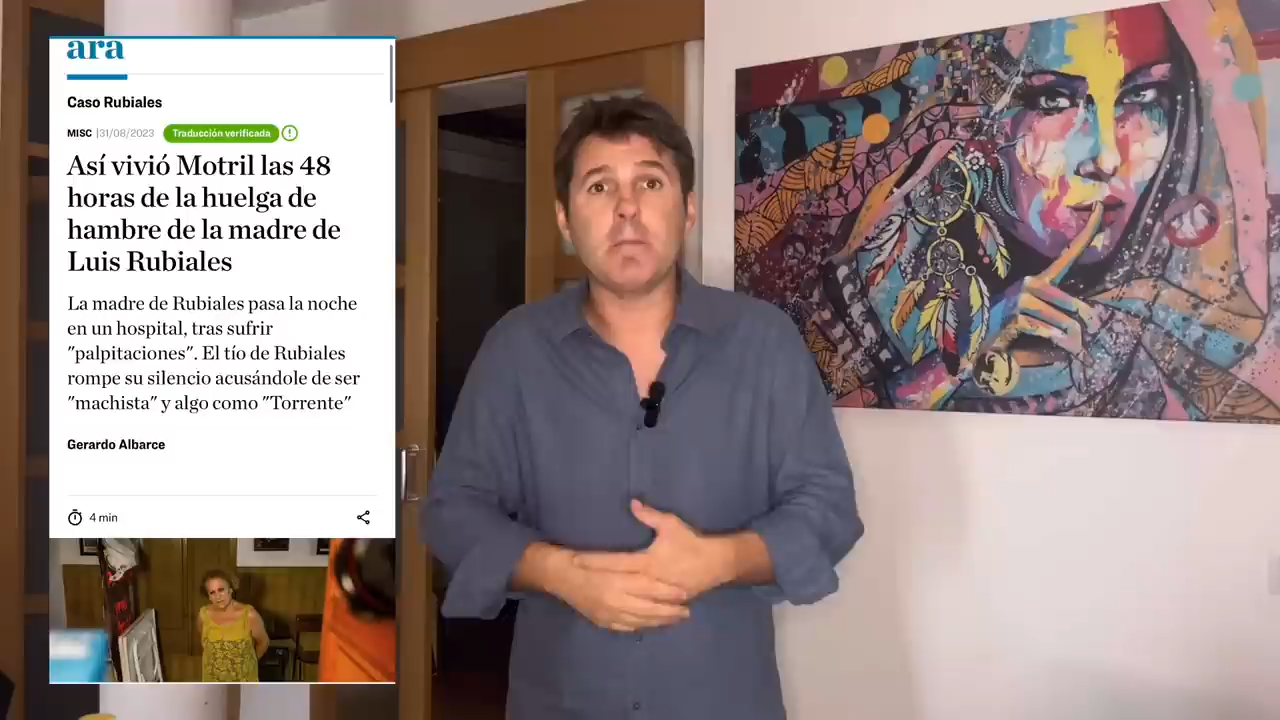 ara
Caso Rubiales
MISC |31/08/2023 Traducción verificada
Así vivió Motril las 48
horas de la huelga de
hambre de la madre de
Luis Rubiales
La madre de Rubiales pasa la noche
en un hospital, tras sufrir
"palpitaciones". El tío de Rubiales
rompe su silencio acusándole de ser
"machista" y algo como "Torrente"
Gerardo Albarce
4 min